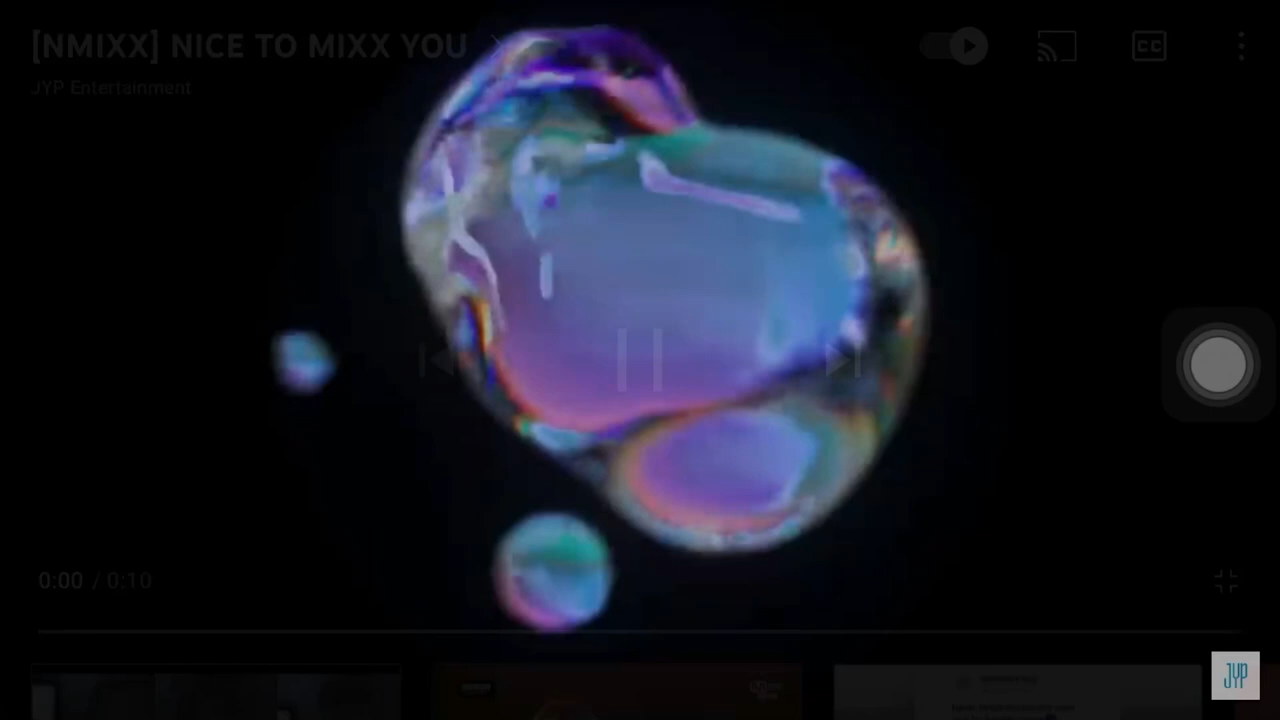 [NMIXX] NICE TO MIXX YOU
JYP Entertainment
CC
0:00 / 0:10
JYP